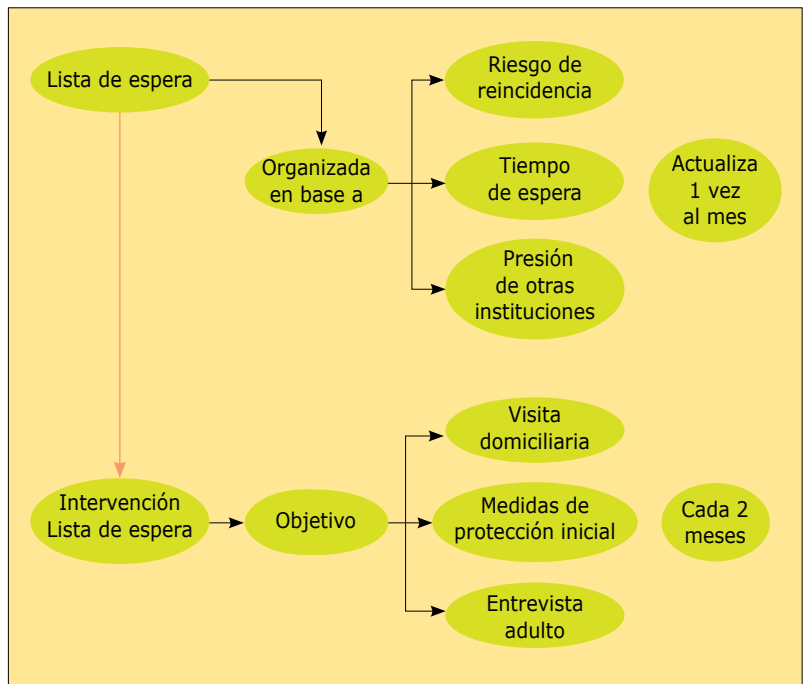 Lista de espera
Organizada
en base a
Riesgo de
reincidencia
Tiempo
de espera
Presión
de otras
instituciones
Actualiza
1 vez
al mes
Intervención
Lista de espera
Objetivo
Visita
domiciliaria
Medidas de
protección inicial
Entrevista
adulto
Cada 2
meses